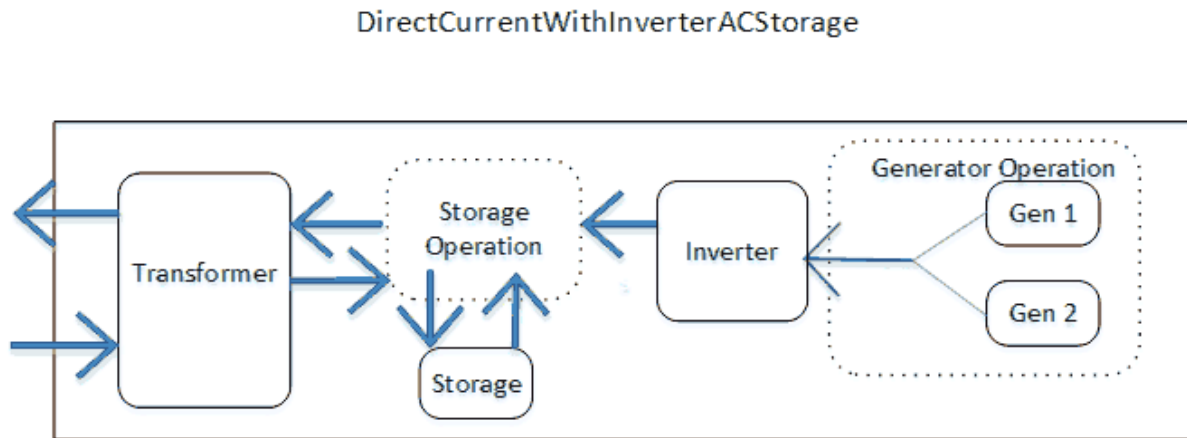 DirectCurrentWithInverterACStorage
Generator Operation
Storage
Operation
Gen 1
Transformer
Inverter
Gen 2
Storage